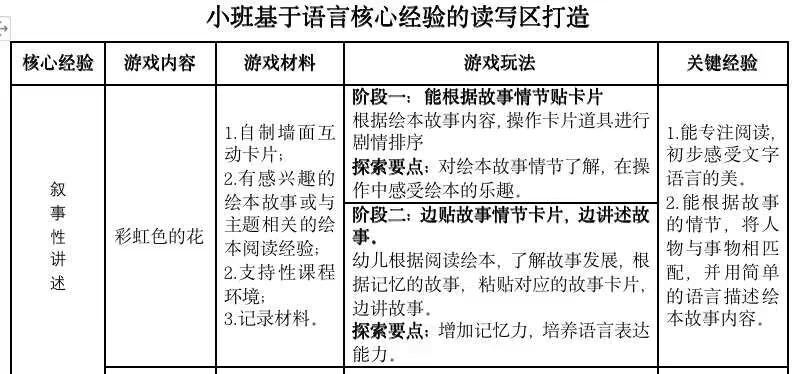 小班基于语言核心经验的读写区打造
核心经验 游戏内容 游戏材料 游戏玩法 关键经验
叙
事
性
讲
述
彩虹色的花
1.自制墙面互
动卡片;
2.有感兴趣的
绘本故事或与
主题相关的绘
本阅读经验;
2.支持性课程
环境;
3.记录材料。
阶段一：能根据故事情节贴卡片
根据绘本故事内容,操作卡片道具进行
剧情排序
探索要点：对绘本故事情节了解，在操
作中感受绘本的乐趣。
阶段二：边贴故事情节卡片，边讲述故
事。
幼儿根据阅读绘本，了解故事发展，根
据记忆的故事，粘贴对应的故事卡片，
边讲故事。
探索要点：增加记忆力，培养语言表达
能力。
1.能专注阅读，
初步感受文字
语言的美。
2.能根据故事
的情节，将人
物与事物相匹
配，并用简单
的语言描述绘
本故事内容。